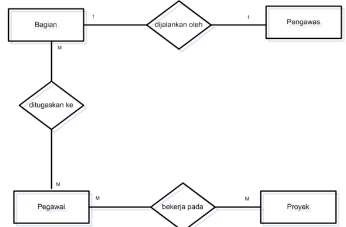 Bagian
1
dijalankan oleh
1
Pengawas
M
ditugaskan ke
M
Pegawai
M
bekerja pada
M
Proyek